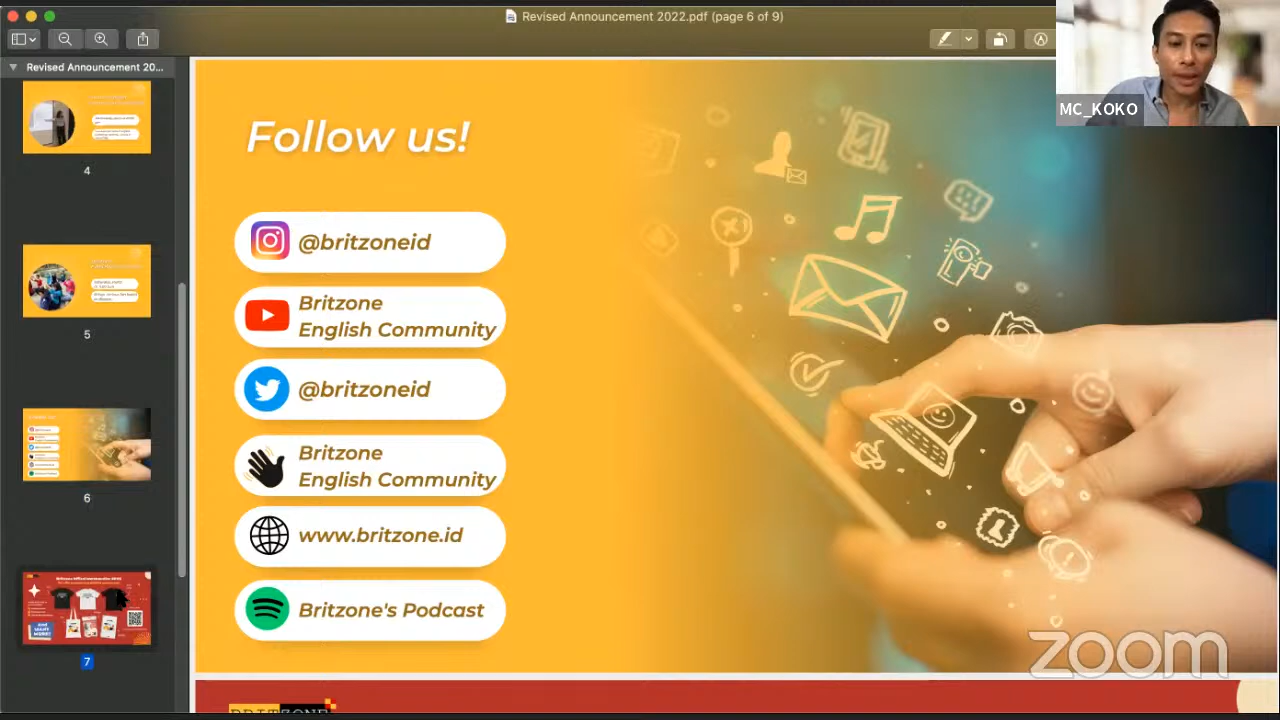 Revised Announcement 2022.pdf (page 6 of 9)
Revised Announcement 20...
4
5
6
7
Follow us!
@britzoneid
Britzone
English Community
@britzoneid
Britzone
English Community
www.britzone.id
Britzone's Podcast
MC_KOKO
zoom
BRITZONE